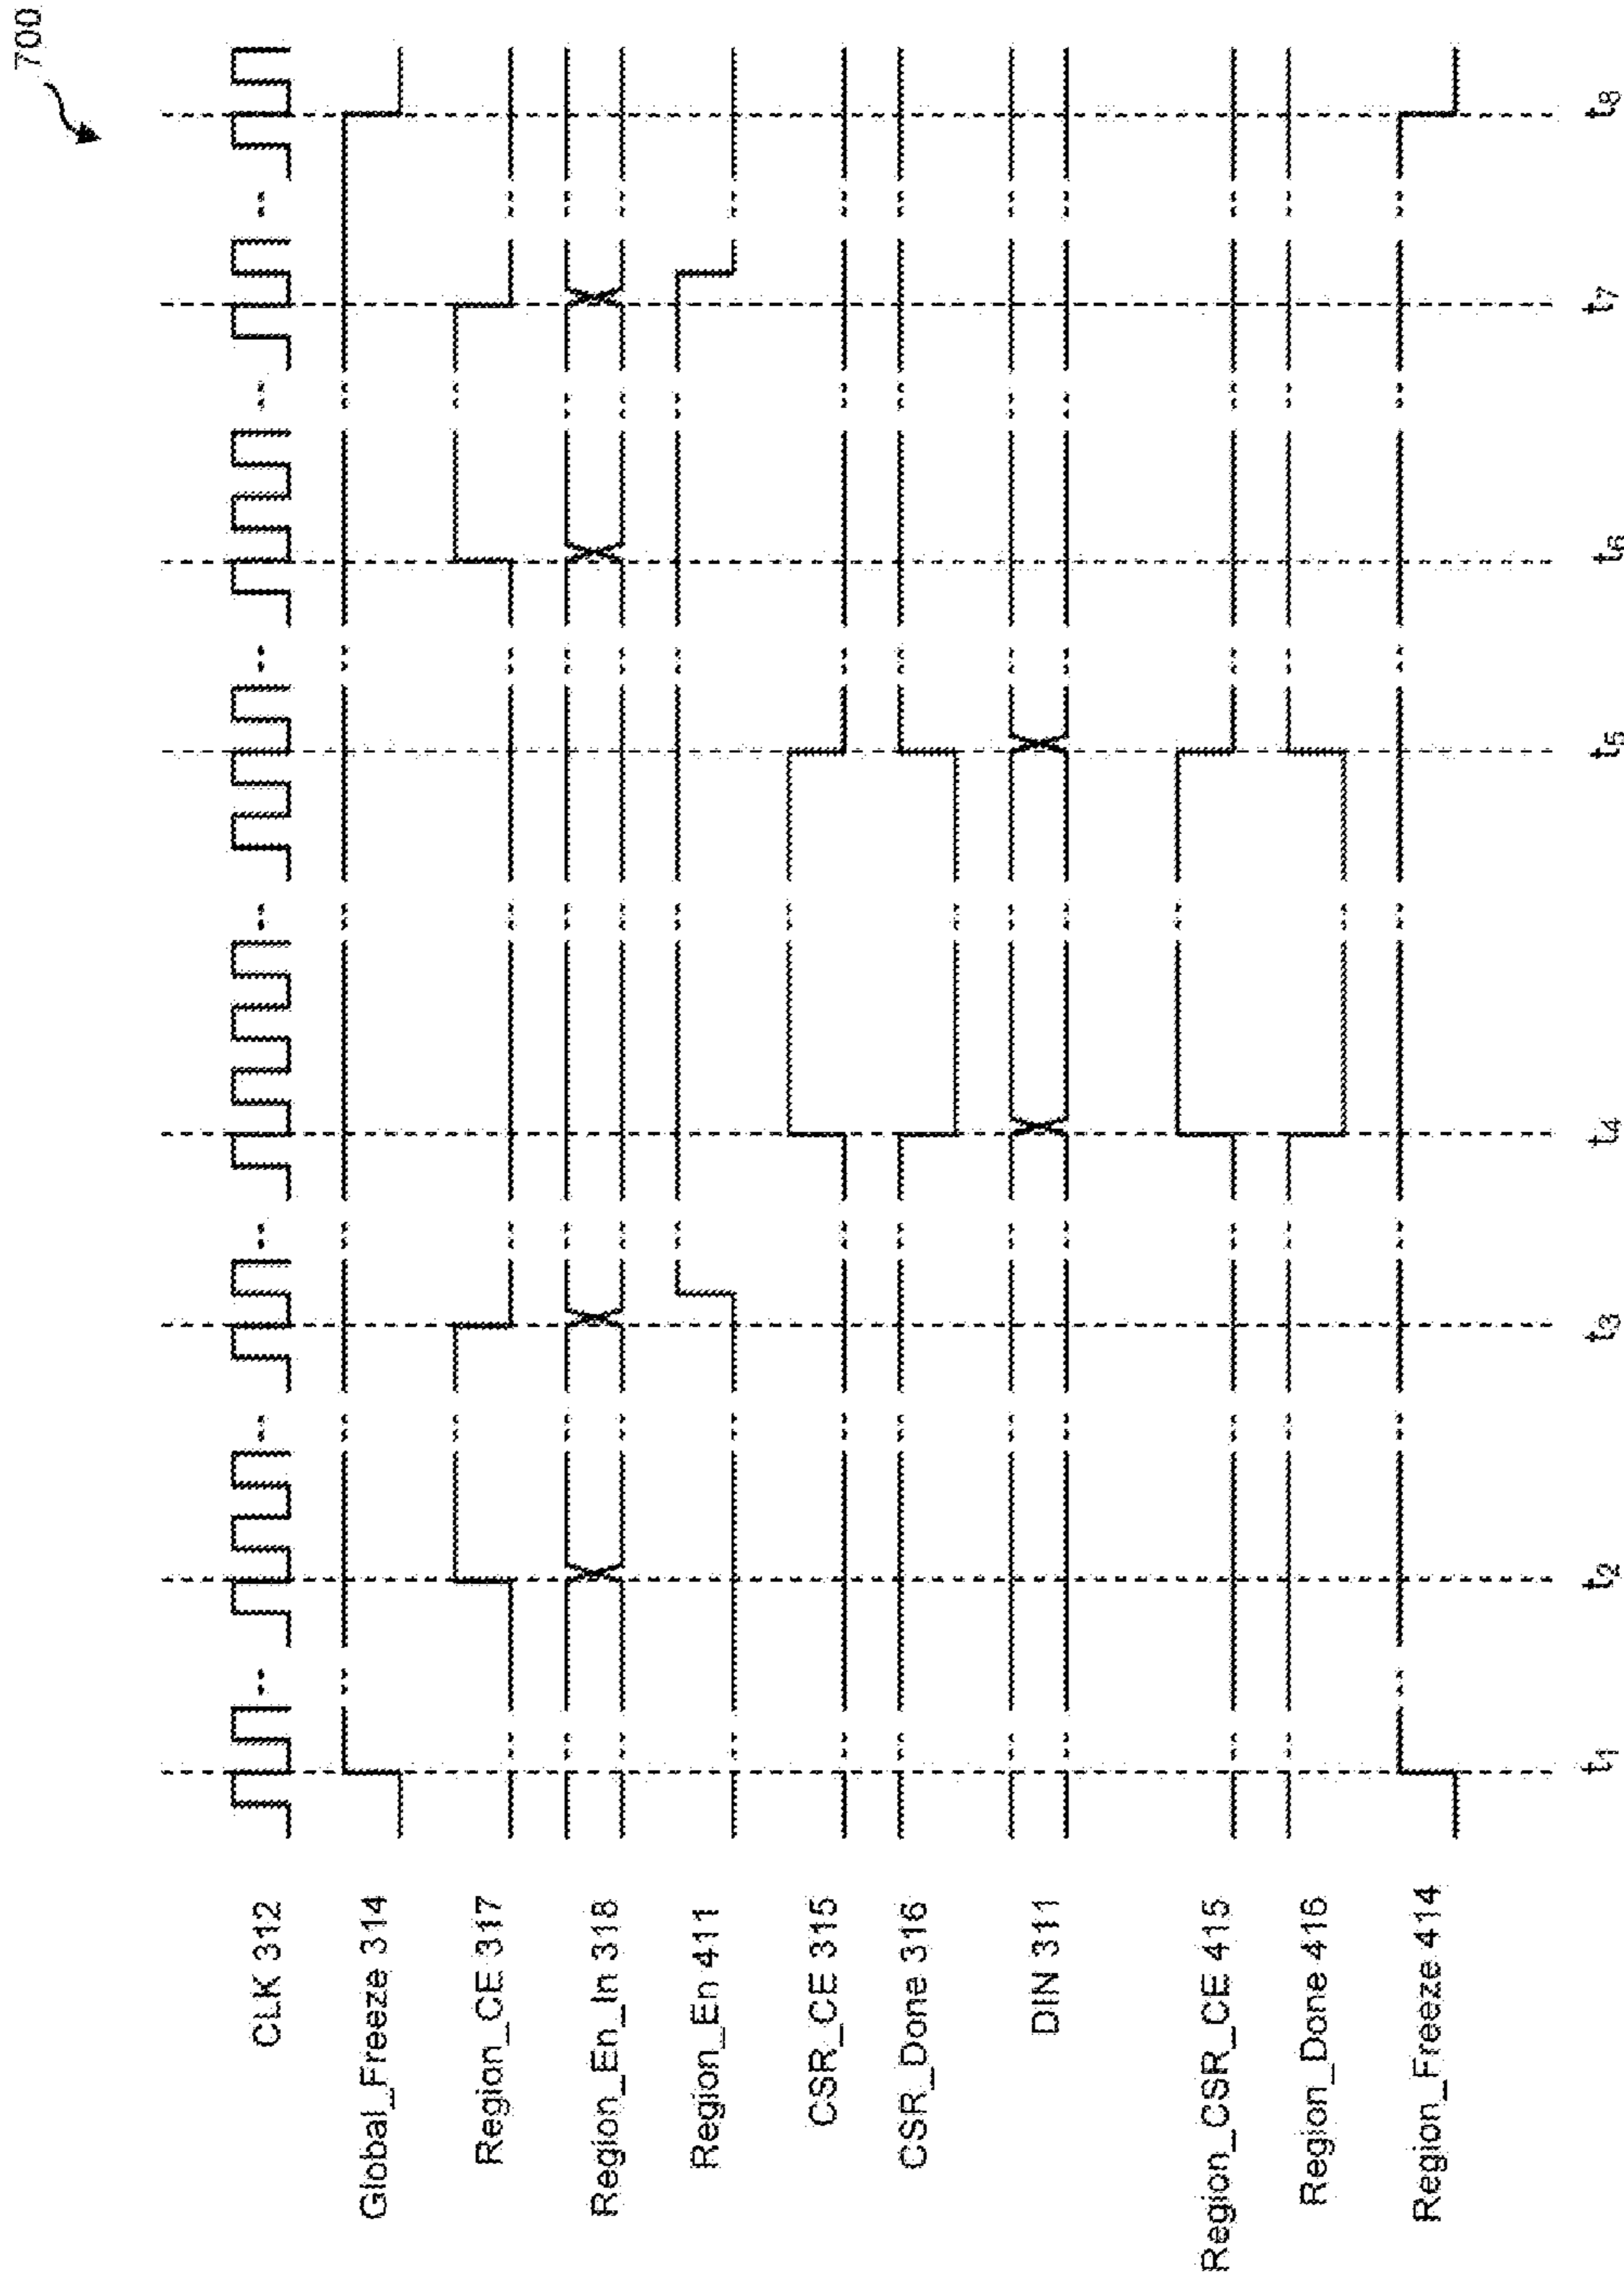 700
CLK 312
Global_Freeze 314
Region_CE 317
Region_En_In 318
Region_En 411
CSR_CE 315
CSR_Done 316
DIN 311
Region_CSR_CE 415
Region_Done 416
Region_Freeze 414
t1
t2
t3
t4
t5
t6
t7
t8